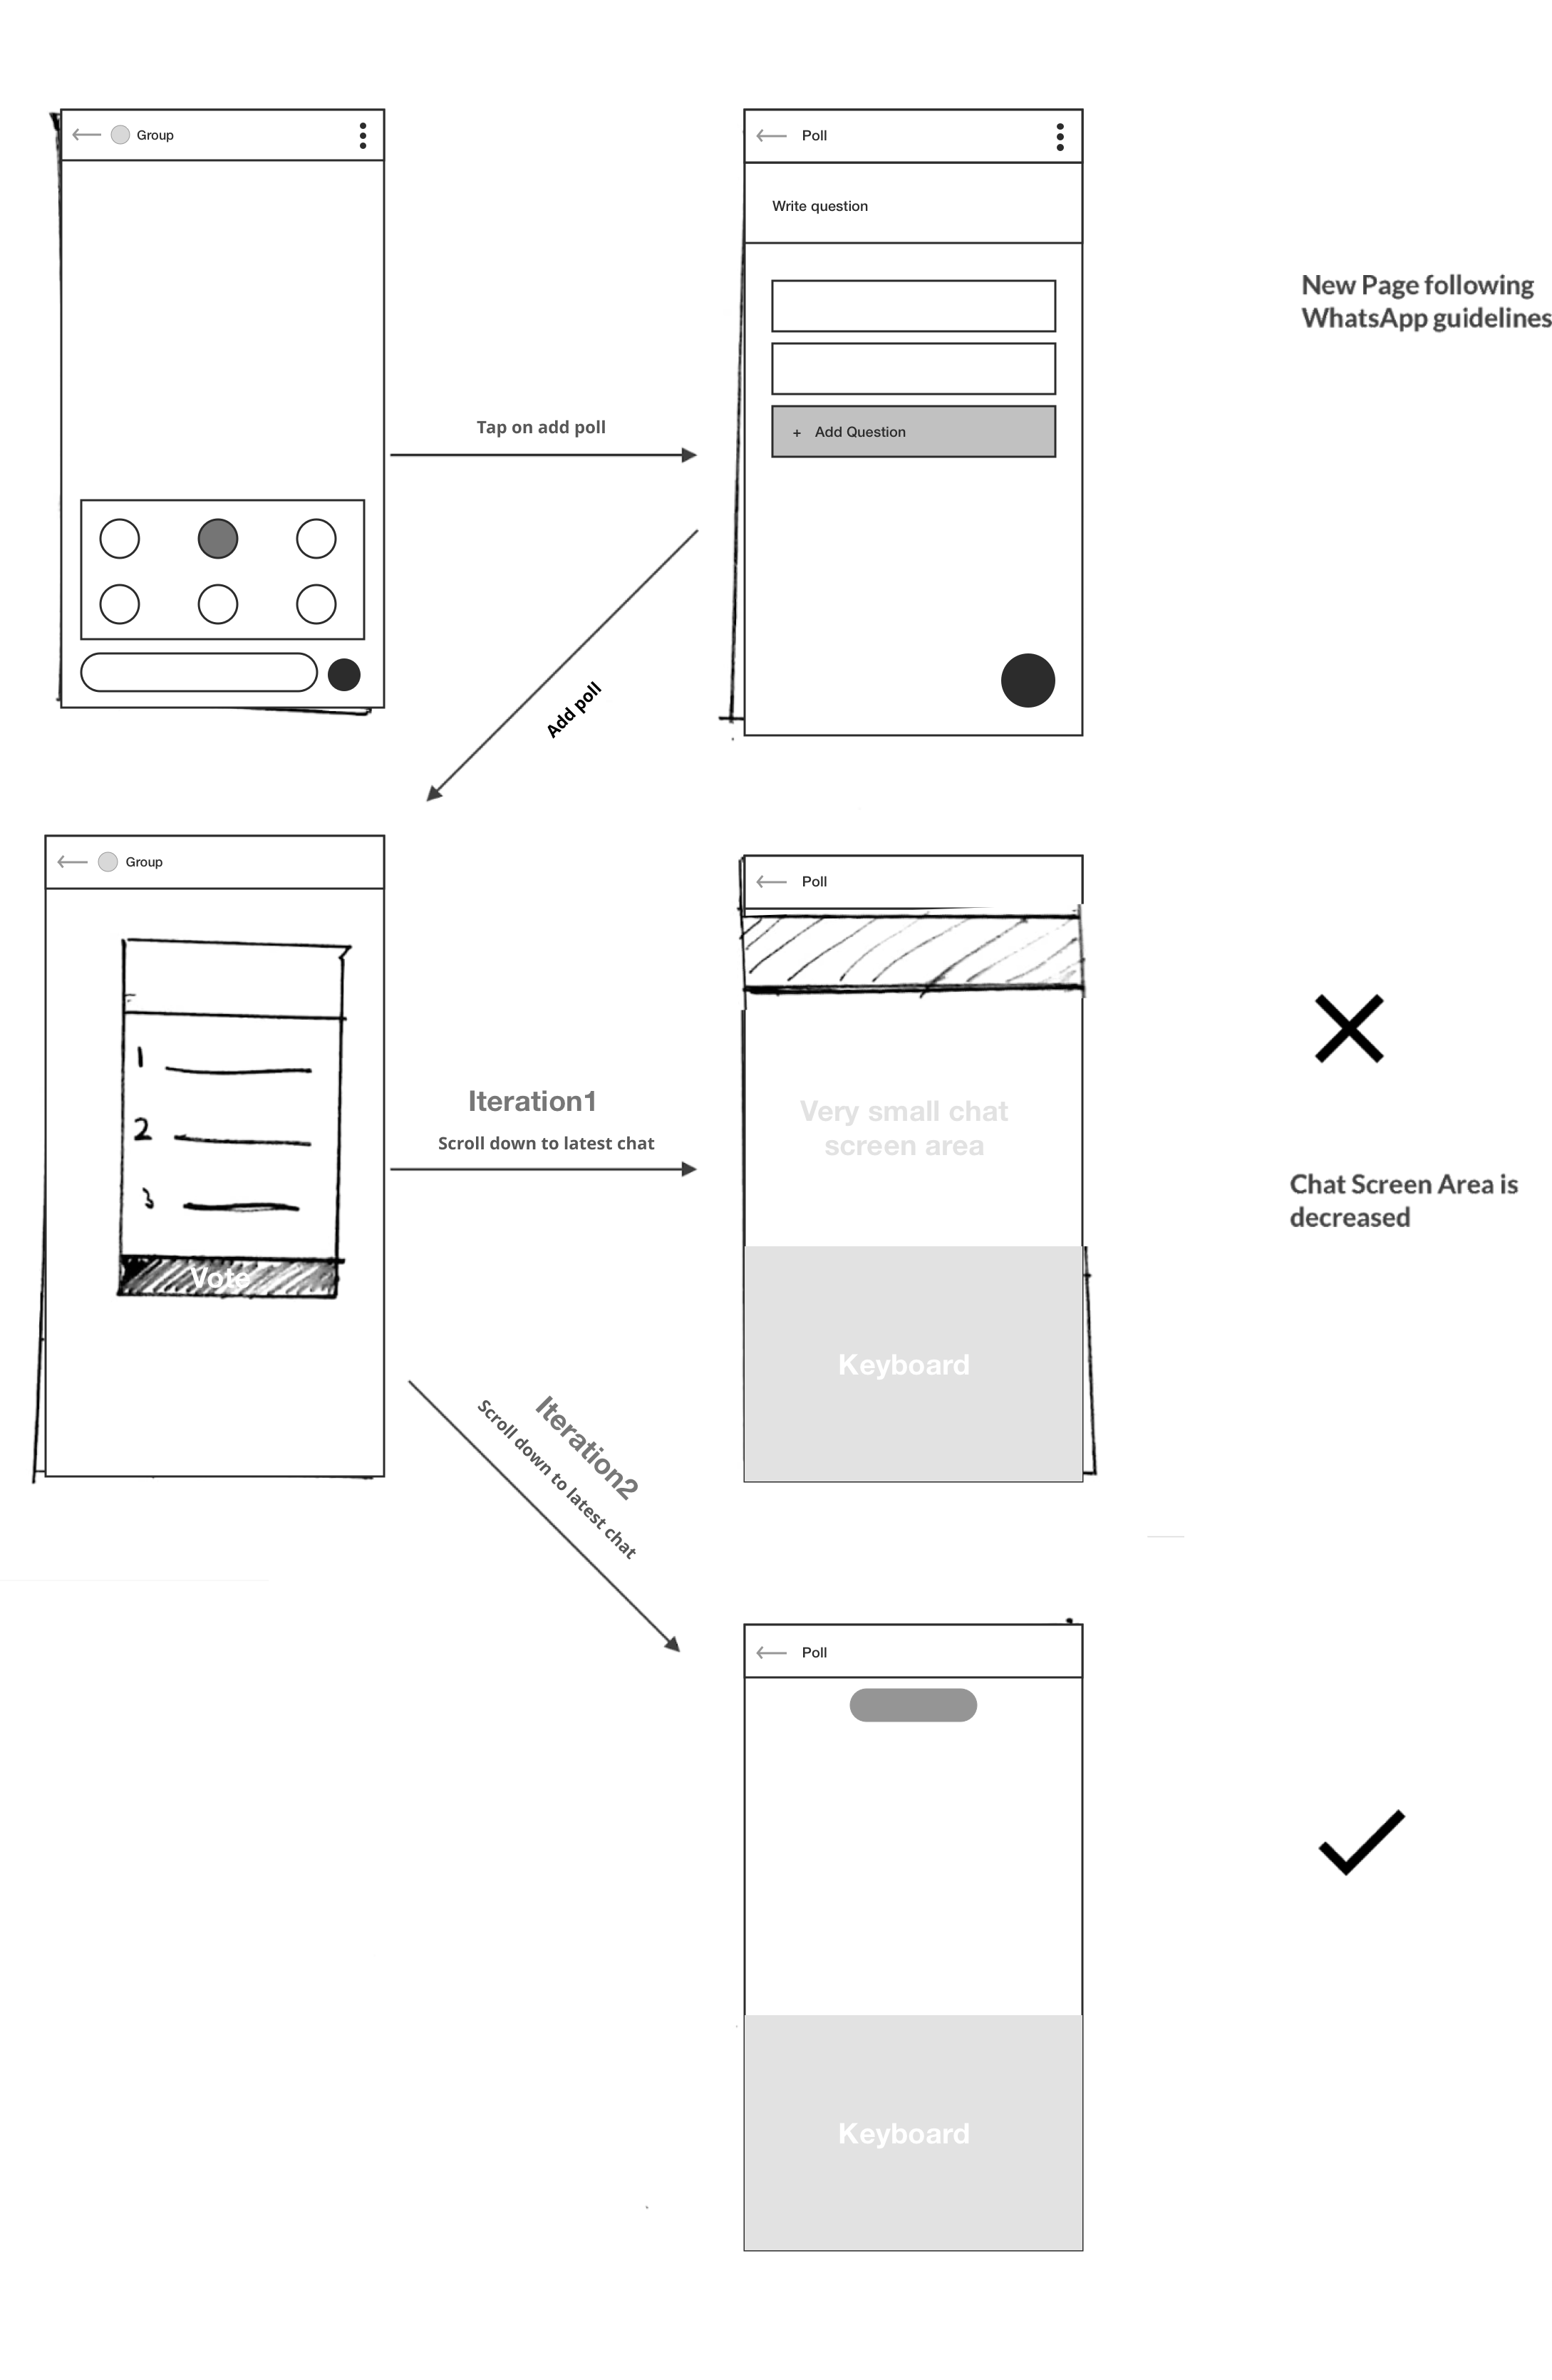 Group
Poll
Write question
+ Add Question
New Page following
WhatsApp guidelines
Tap on add poll
Add poll
Group
1
2
3
Vote
Iteration1
Scroll down to latest chat
Poll
Very small chat
screen area
Keyboard
Chat Screen Area is
decreased
Iteration2
Scroll down to latest chat
Poll
Keyboard